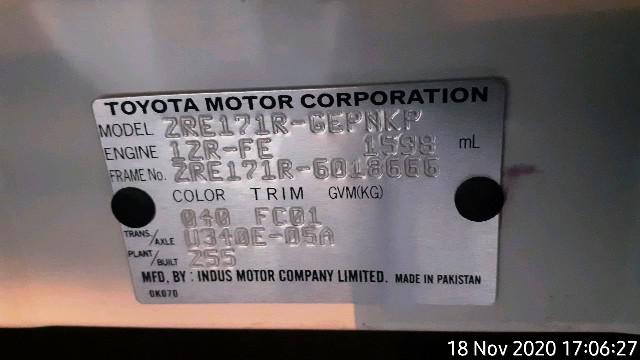 TOYOTA MOTOR CORPORATION
MODEL ZRE171R-GEPNKP
ENGINE 1ZR-FE 1598 mL
FRAME No. ZRE171R-6018666
COLOR TRIM GVM(KG)
040 FC01
TRANS./AXLE U340E-05A
PLANT/BUILT 255
MFD. BY : INDUS MOTOR COMPANY LIMITED. MADE IN PAKISTAN
0K070
18 Nov 2020 17:06:27